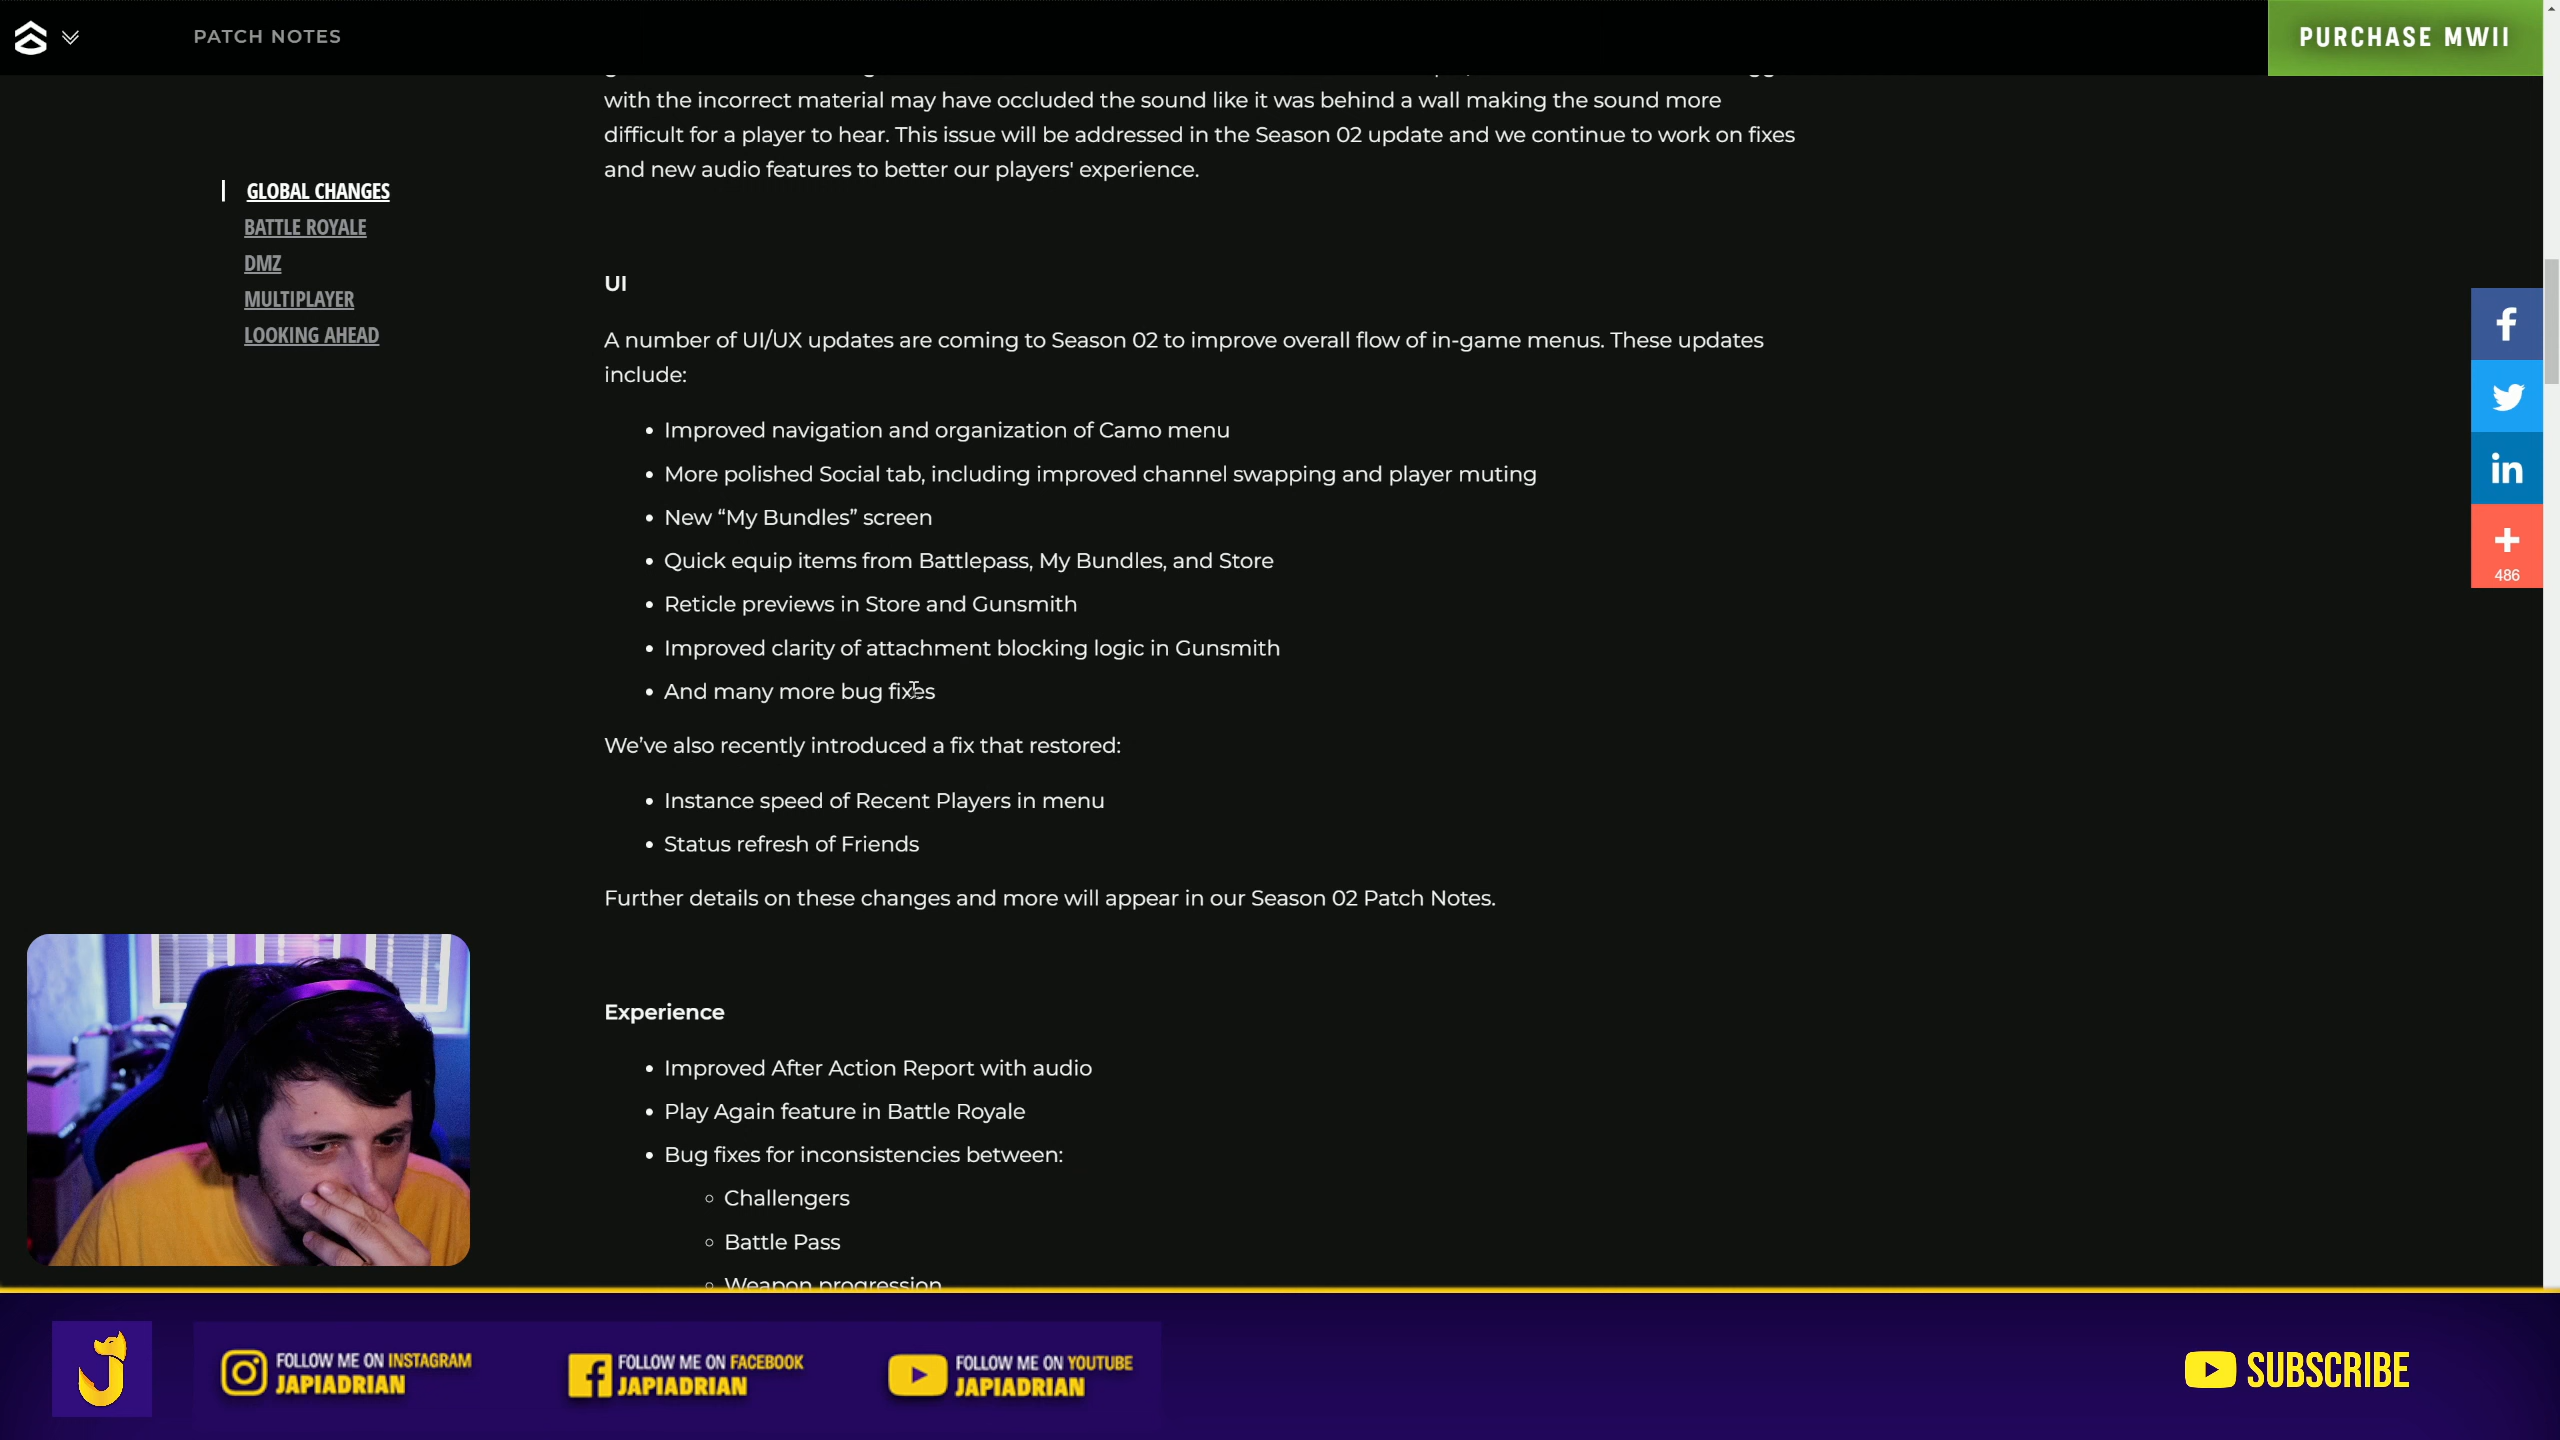 PATCH NOTES
PURCHASE MWII
with the incorrect material may have occluded the sound like it was behind a wall making the sound more
difficult for a player to hear. This issue will be addressed in the Season 02 update and we continue to work on fixes
and new audio features to better our players' experience.
GLOBAL CHANGES
BATTLE ROYALE
DMZ
MULTIPLAYER
LOOKING AHEAD
UI
A number of UI/UX updates are coming to Season 02 to improve overall flow of in-game menus. These updates
include:
• Improved navigation and organization of Camo menu
• More polished Social tab, including improved channel swapping and player muting
• New “My Bundles” screen
• Quick equip items from Battlepass, My Bundles, and Store
• Reticle previews in Store and Gunsmith
• Improved clarity of attachment blocking logic in Gunsmith
• And many more bug fixes
486
We’ve also recently introduced a fix that restored:
• Instance speed of Recent Players in menu
• Status refresh of Friends
Further details on these changes and more will appear in our Season 02 Patch Notes.
Experience
• Improved After Action Report with audio
• Play Again feature in Battle Royale
• Bug fixes for inconsistencies between:
◦ Challengers
◦ Battle Pass
◦ Weapon progression
FOLLOW ME ON INSTAGRAM
JAPIADRIAN
FOLLOW ME ON FACEBOOK
JAPIADRIAN
FOLLOW ME ON YOUTUBE
JAPIADRIAN
SUBSCRIBE